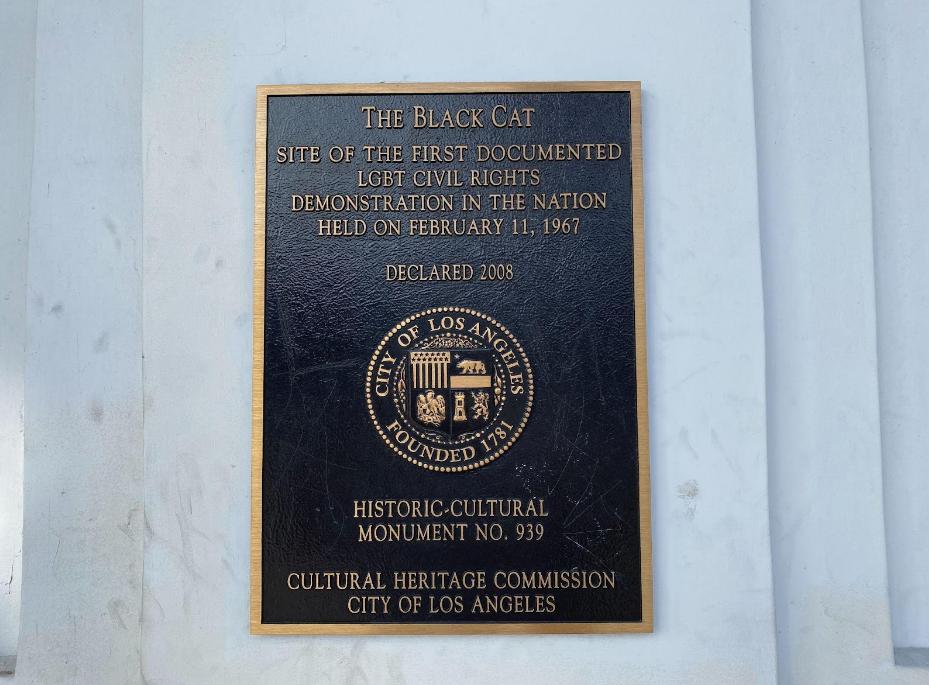 THE BLACK CAT
SITE OF THE FIRST DOCUMENTED
LGBT CIVIL RIGHTS
DEMONSTRATION IN THE NATION
HELD ON FEBRUARY 11, 1967
DECLARED 2008
CITY OF LOS ANGELES
FOUNDED 1781
HISTORIC-CULTURAL
MONUMENT NO. 939
CULTURAL HERITAGE COMMISSION
CITY OF LOS ANGELES